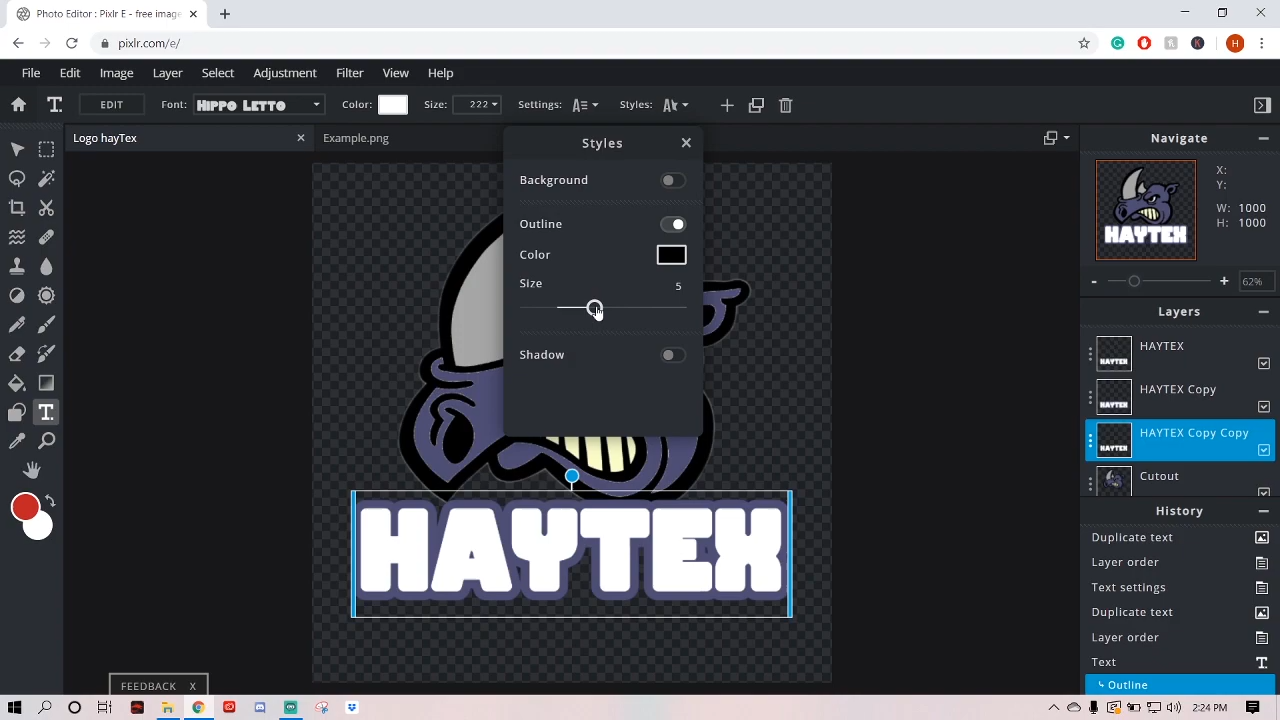 Photo Editor: Pixlr E - free imag
pixlr.com/e/
H
File Edit Image Layer Select Adjustment Filter View Help
EDIT Font: HIPPO LETTO Color: Size: 222 Settings: Styles:
Logo hayTex
Example.png
Styles
Background
Outline
Color
Size
5
Shadow
HAYTEX
FEEDBACK X
Navigate
HAYTEX
X:
Y:
W: 1000
H: 1000
- + 62%
Layers
HAYTEX
HAYTEX Copy
HAYTEX Copy Copy
Cutout
History
Duplicate text
Layer order
Text settings
Duplicate text
Layer order
Text
Outline
2:24 PM